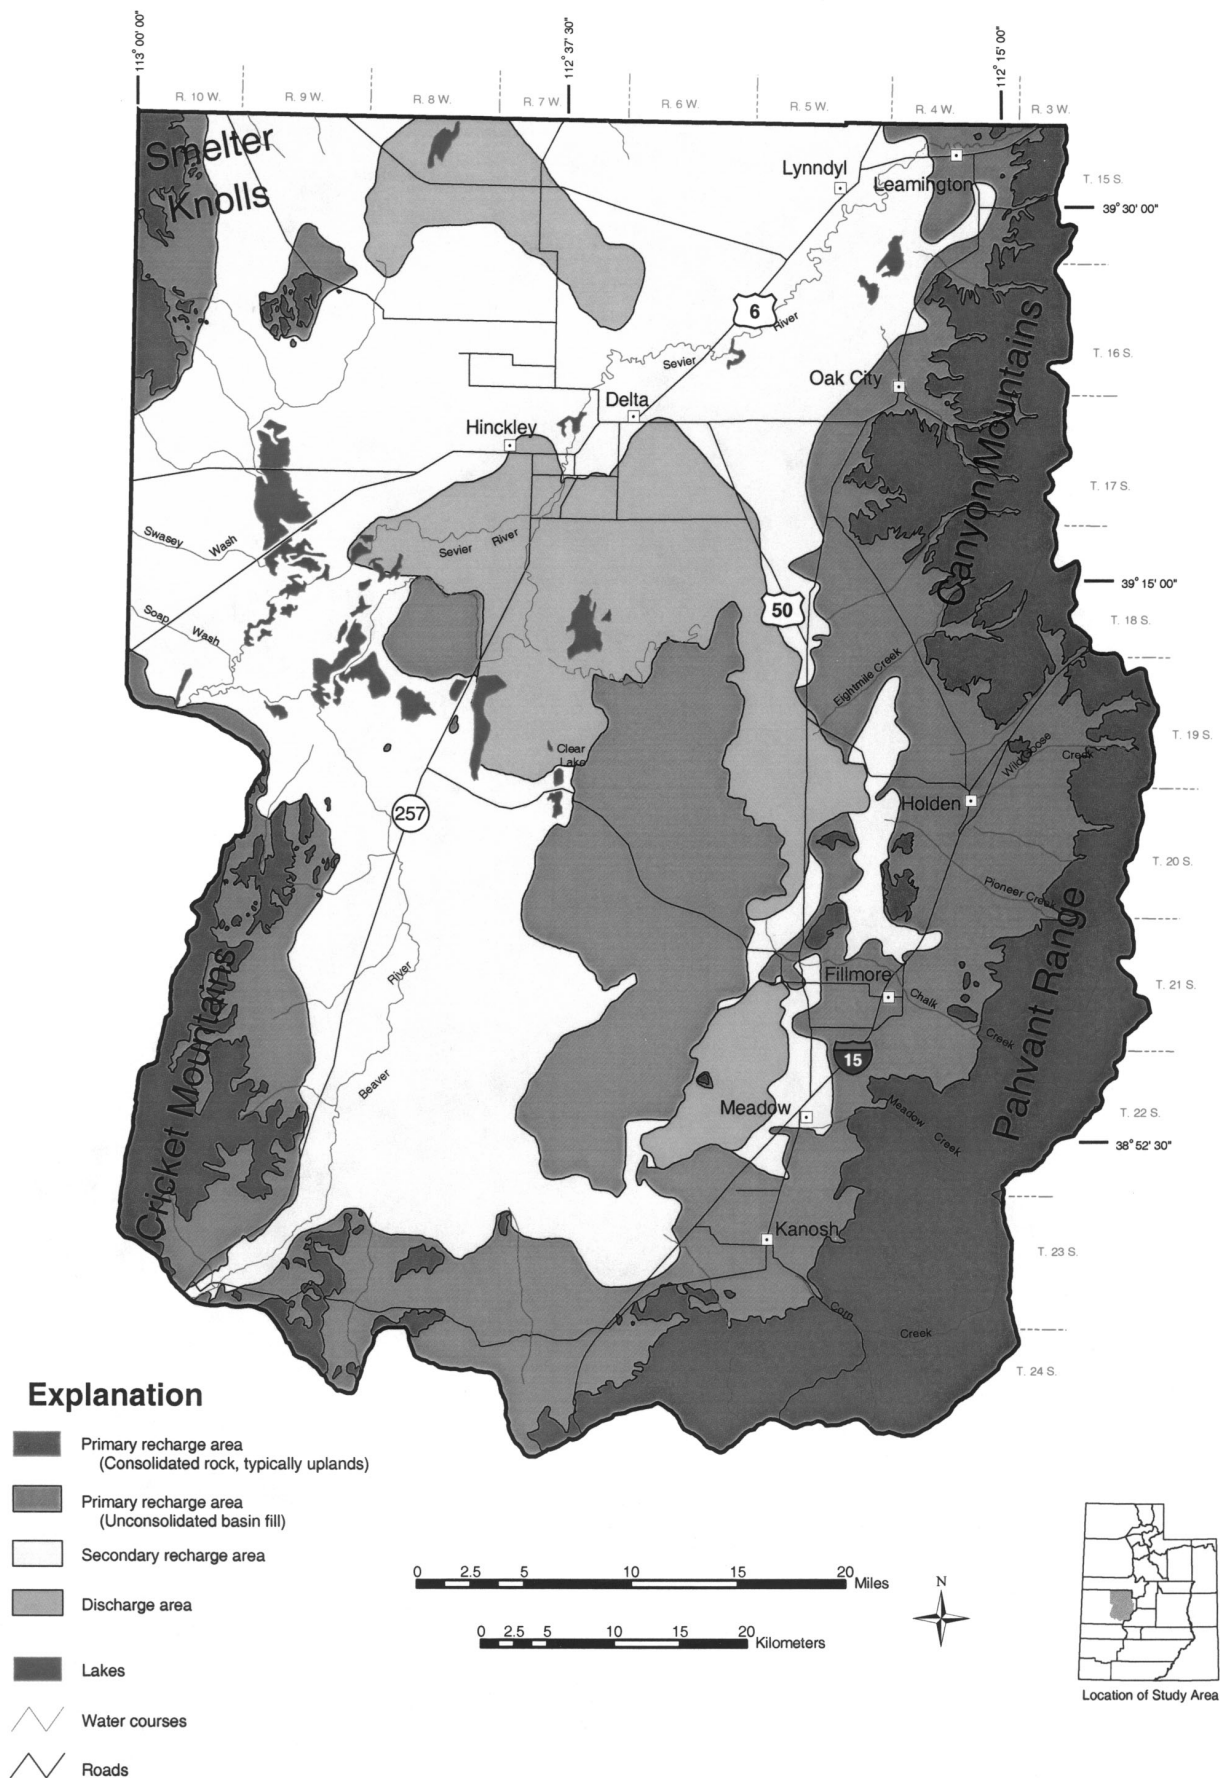 113° 00' 00"
112° 37' 30"
112° 15' 00"
R. 10 W.
R. 9 W.
R. 8 W.
R. 7 W.
R. 6 W.
R. 5 W.
R. 4 W.
R. 3 W.
Smelter
Knolls
Lynndyl
Leamington
T. 15 S.
39° 30' 00"
6
River
Sevier
T. 16 S.
Oak City
Delta
Hinckley
Canyon Mountains
T. 17 S.
Swasey
Wash
Sevier
River
39° 15' 00"
Soap
Wash
50
T. 18 S.
Eightmile Creek
Clear
Lake
Wild Goose
Creek
T. 19 S.
257
Holden
T. 20 S.
Pioneer Creek
Cricket Mountains
River
Beaver
Fillmore
Chalk
Creek
Pahvant Range
T. 21 S.
15
Meadow
Meadow
Creek
T. 22 S.
38° 52' 30"
Kanosh
T. 23 S.
Corn
Creek
T. 24 S.
Explanation
Primary recharge area
(Consolidated rock, typically uplands)
Primary recharge area
(Unconsolidated basin fill)
Secondary recharge area
Discharge area
Lakes
Water courses
Roads
0 2.5 5 10 15 20
Miles
0 2.5 5 10 15 20
Kilometers
N
Location of Study Area